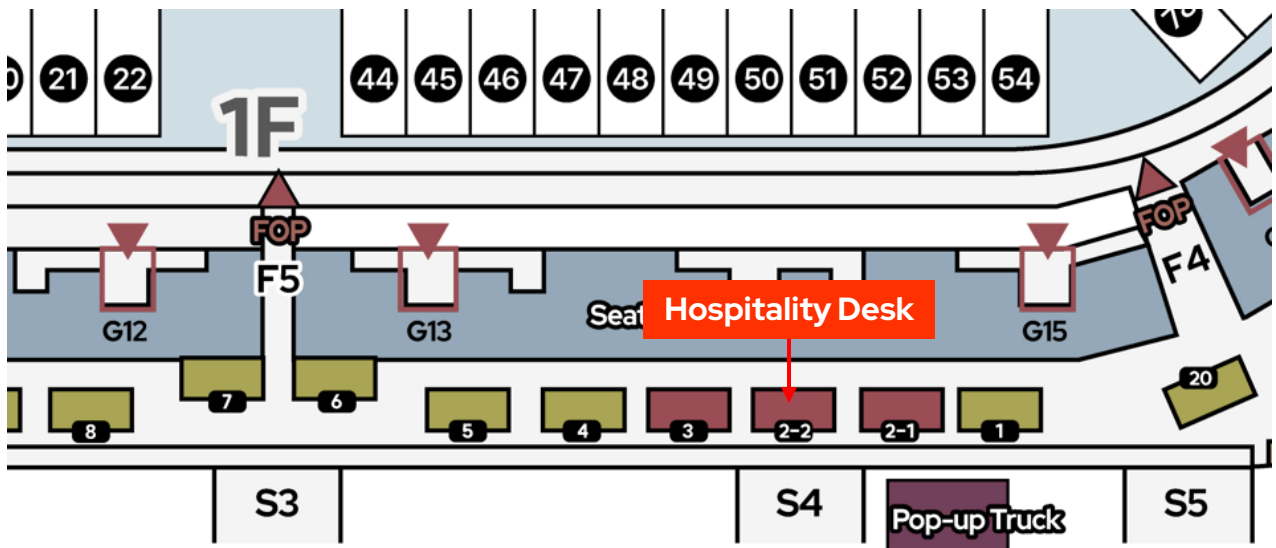 21 22 44 45 46 47 48 49 50 51 52 53 54
1F
FOP FOP
F5 F4
G12 G13 Hospitality Desk G15
7 6 20
8 5 4 3 2-2 2-1 1
S3 S4 S5
Pop-up Truck